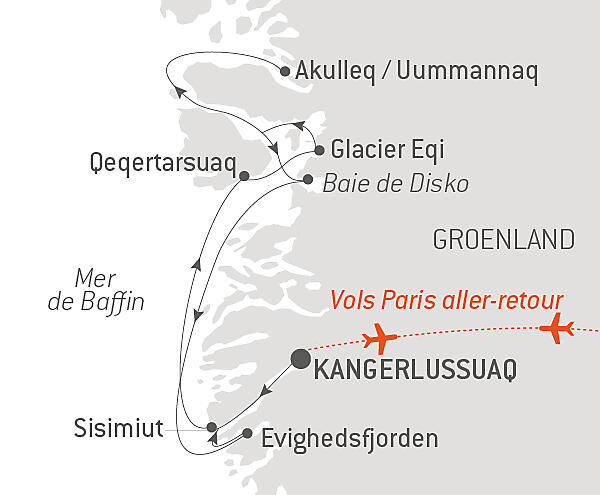 Akulleq / Uummannaq
Glacier Eqi
Qeqertarsuaq
Baie de Disko
GROENLAND
Mer
de Baffin
Vols Paris aller-retour
KANGERLUSSUAQ
Sisimiut
Evighedsfjorden